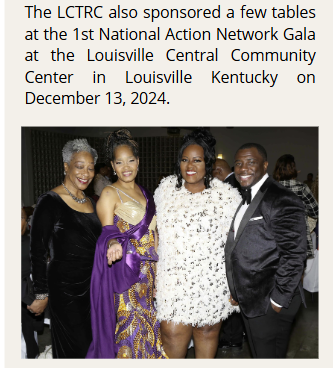 The LCTRC also sponsored a few tables
at the 1st National Action Network Gala
at the Louisville Central Community
Center in Louisville Kentucky on
December 13, 2024.